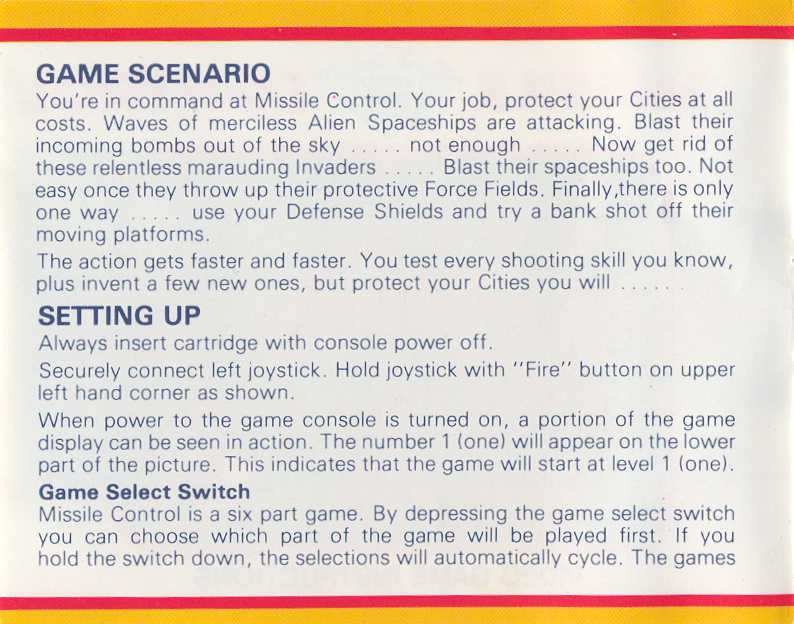 GAME SCENARIO
You're in command at Missile Control. Your job, protect your Cities at all
costs. Waves of merciless Alien Spaceships are attacking. Blast their
incoming bombs out of the sky ..... not enough ..... Now get rid of
these relentless marauding Invaders ..... Blast their spaceships too. Not
easy once they throw up their protective Force Fields. Finally,there is only
one way ..... use your Defense Shields and try a bank shot off their
moving platforms.
The action gets faster and faster. You test every shooting skill you know,
plus invent a few new ones, but protect your Cities you will ......
SETTING UP
Always insert cartridge with console power off.
Securely connect left joystick. Hold joystick with "Fire" button on upper
left hand corner as shown.
When power to the game console is turned on, a portion of the game
display can be seen in action. The number 1 (one) will appear on the lower
part of the picture. This indicates that the game will start at level 1 (one).
Game Select Switch
Missile Control is a six part game. By depressing the game select switch
you can choose which part of the game will be played first. If you
hold the switch down, the selections will automatically cycle. The games